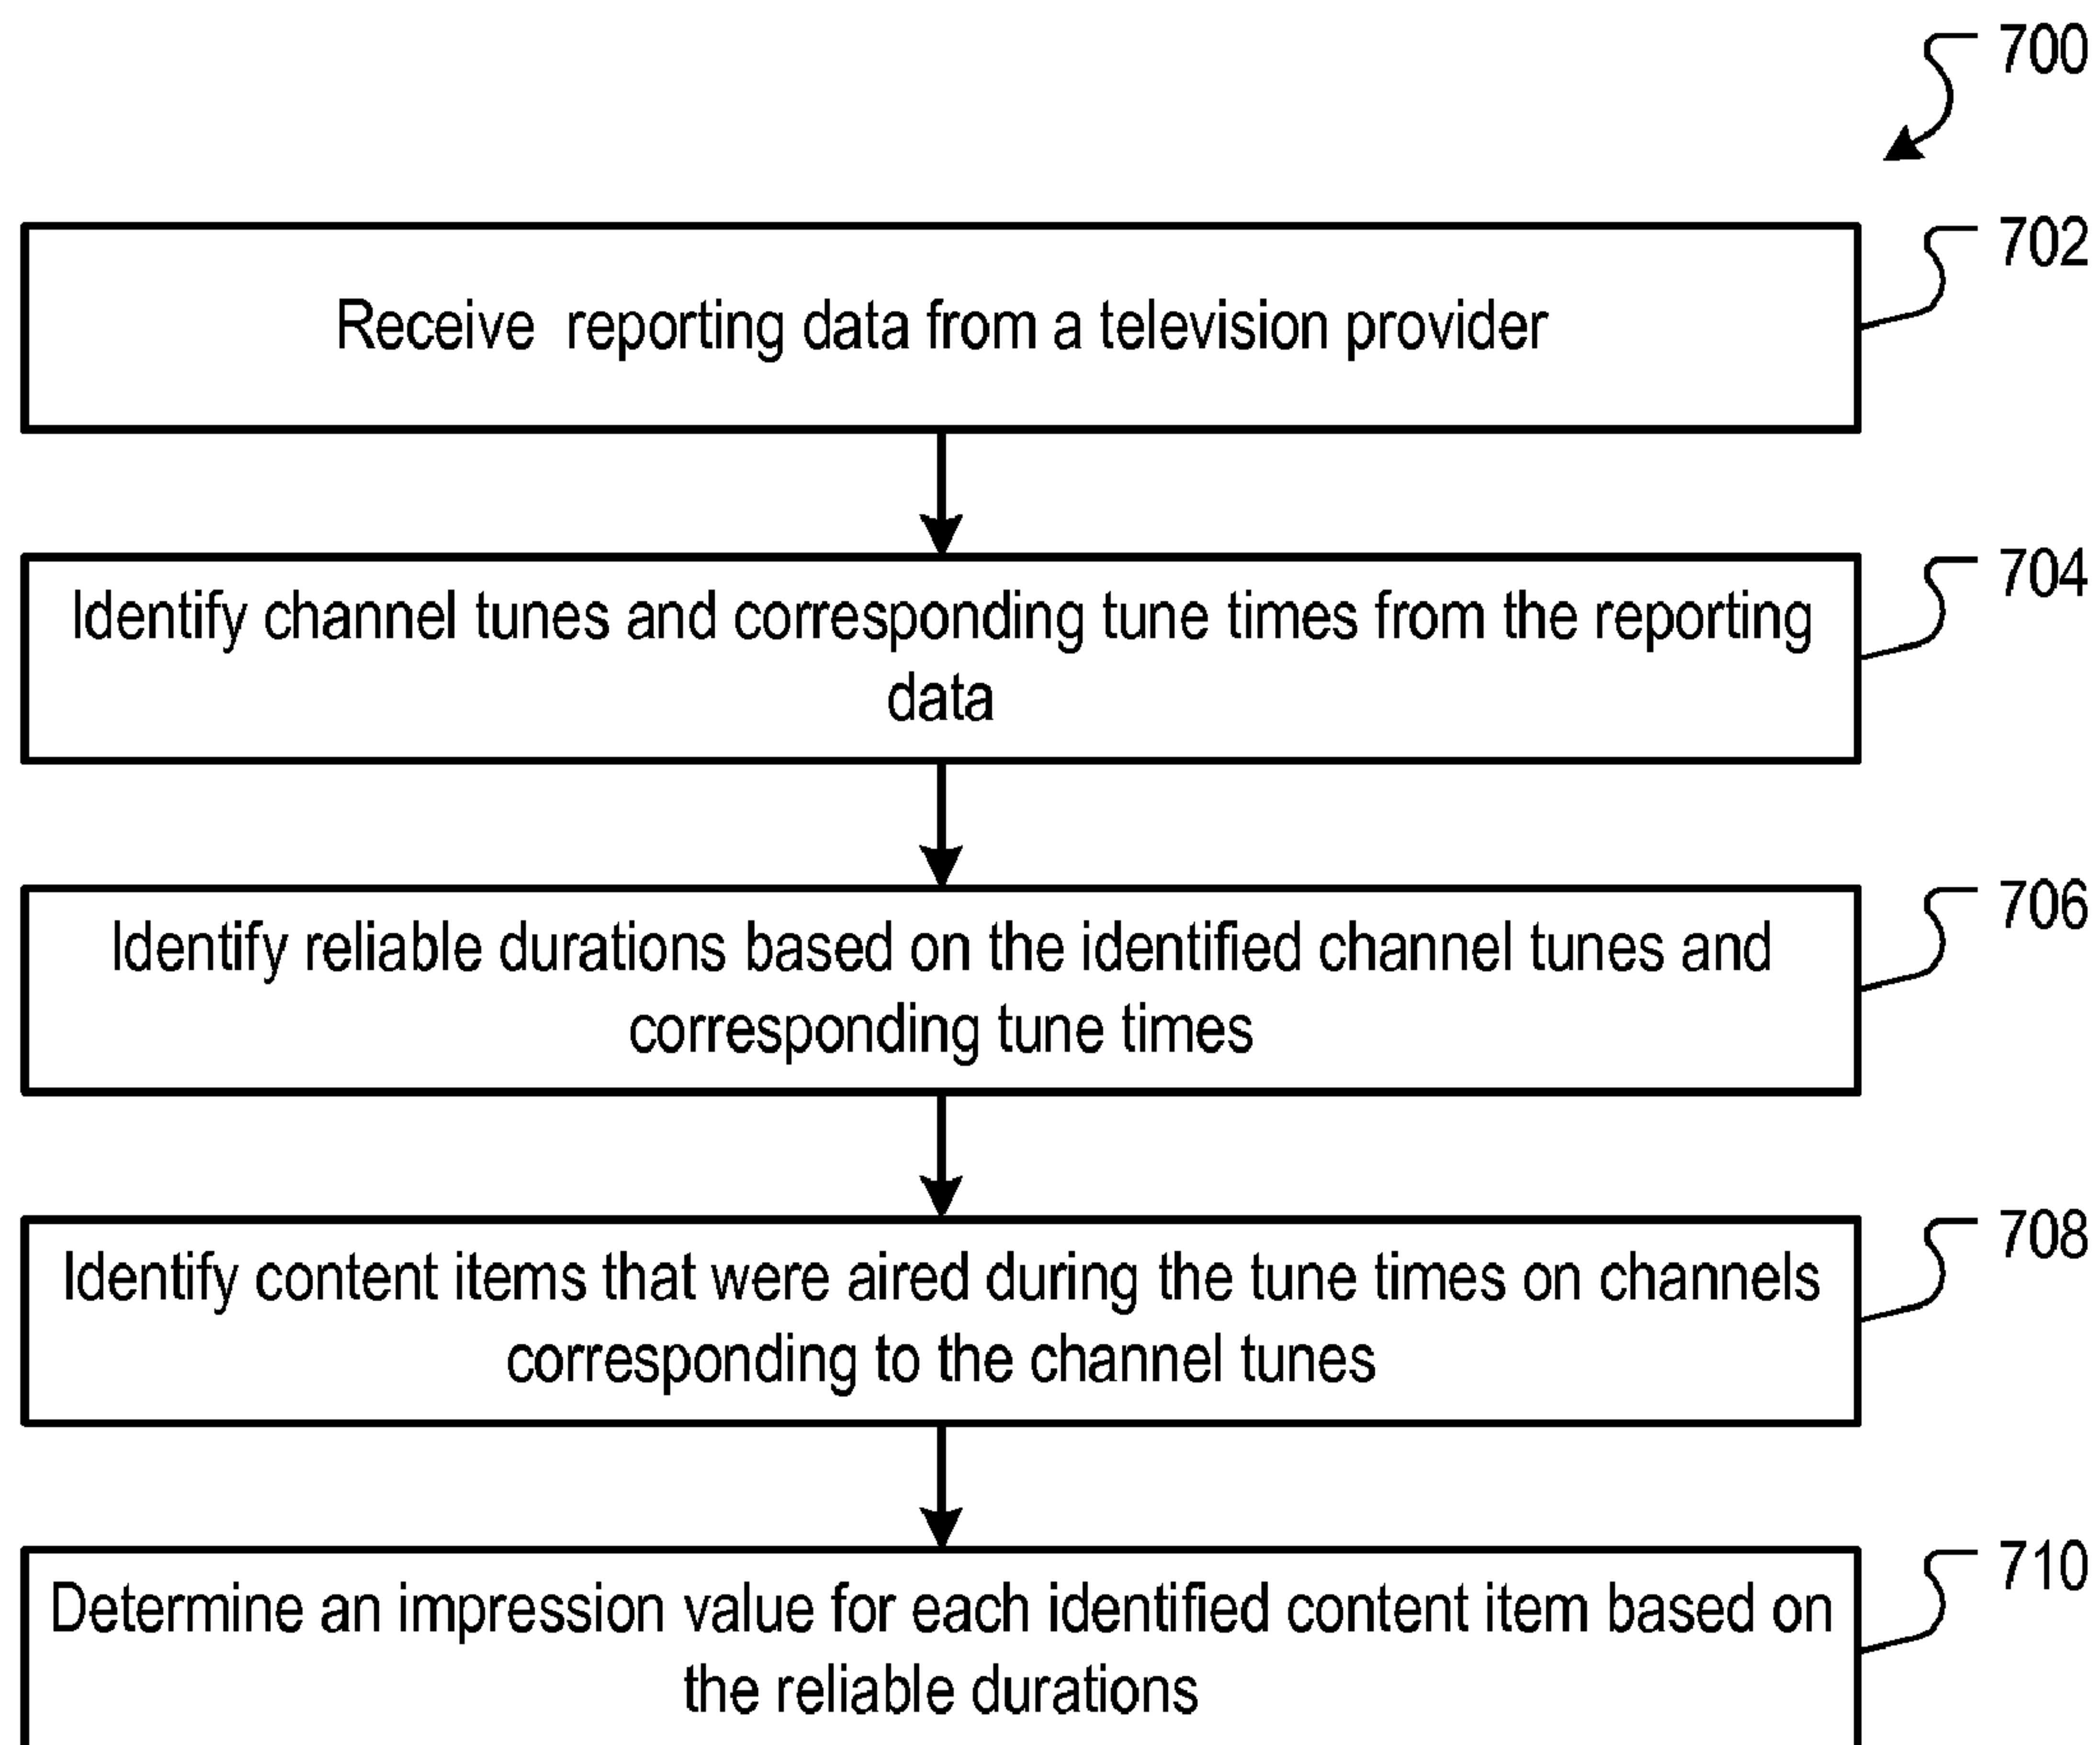 700
702
Receive reporting data from a television provider
704
Identify channel tunes and corresponding tune times from the reporting
data
706
Identify reliable durations based on the identified channel tunes and
corresponding tune times
708
Identify content items that were aired during the tune times on channels
corresponding to the channel tunes
710
Determine an impression value for each identified content item based on
the reliable durations